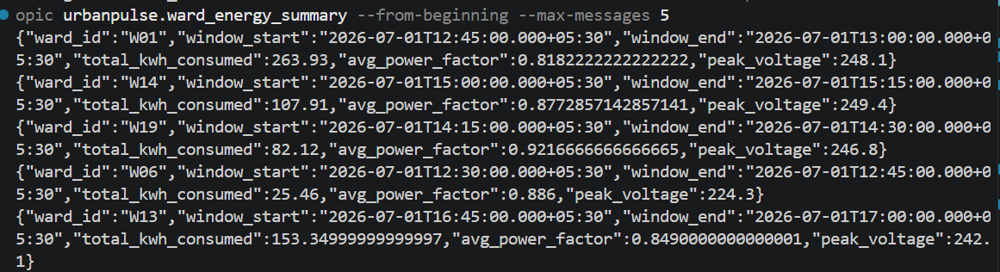 opic urbanpulse.ward_energy_summary --from-beginning --max-messages 5
{"ward_id":"W01","window_start":"2026-07-01T12:45:00.000+05:30","window_end":"2026-07-01T13:00:00.000+0
5:30","total_kwh_consumed":263.93,"avg_power_factor":0.8182222222222222,"peak_voltage":248.1}
{"ward_id":"W14","window_start":"2026-07-01T15:00:00.000+05:30","window_end":"2026-07-01T15:15:00.000+0
5:30","total_kwh_consumed":107.91,"avg_power_factor":0.8772857142857141,"peak_voltage":249.4}
{"ward_id":"W19","window_start":"2026-07-01T14:15:00.000+05:30","window_end":"2026-07-01T14:30:00.000+0
5:30","total_kwh_consumed":82.12,"avg_power_factor":0.9216666666666665,"peak_voltage":246.8}
{"ward_id":"W06","window_start":"2026-07-01T12:30:00.000+05:30","window_end":"2026-07-01T12:45:00.000+0
5:30","total_kwh_consumed":25.46,"avg_power_factor":0.886,"peak_voltage":224.3}
{"ward_id":"W13","window_start":"2026-07-01T16:45:00.000+05:30","window_end":"2026-07-01T17:00:00.000+0
5:30","total_kwh_consumed":153.34999999999997,"avg_power_factor":0.8490000000000001,"peak_voltage":242.
1}